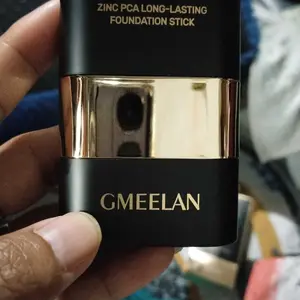 ZINC PCA LONG-LASTING
FOUNDATION STICK
GMEELAN